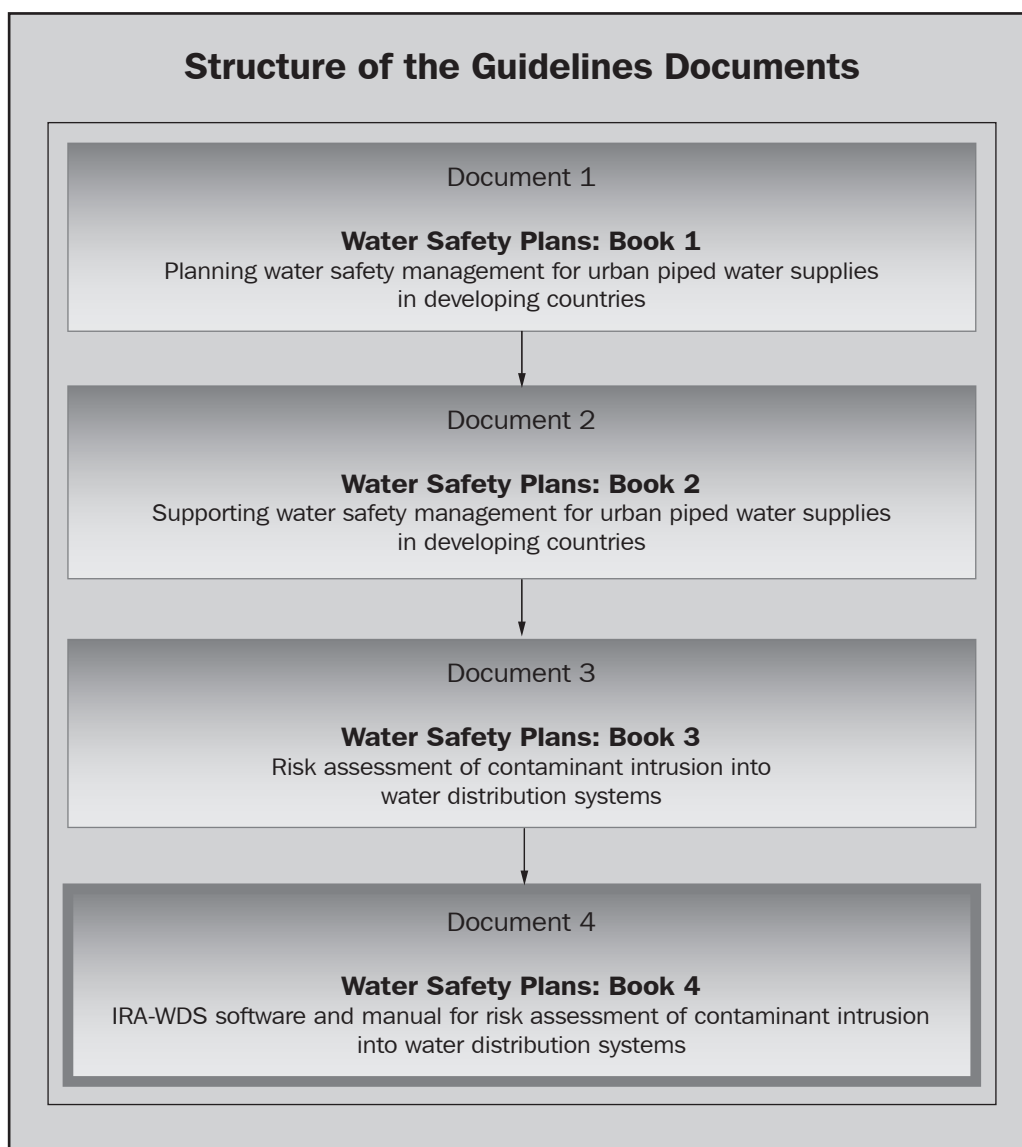 Structure of the Guidelines Documents
Document 1
Water Safety Plans: Book 1
Planning water safety management for urban piped water supplies
in developing countries
Document 2
Water Safety Plans: Book 2
Supporting water safety management for urban piped water supplies
in developing countries
Document 3
Water Safety Plans: Book 3
Risk assessment of contaminant intrusion into
water distribution systems
Document 4
Water Safety Plans: Book 4
IRA-WDS software and manual for risk assessment of contaminant intrusion
into water distribution systems